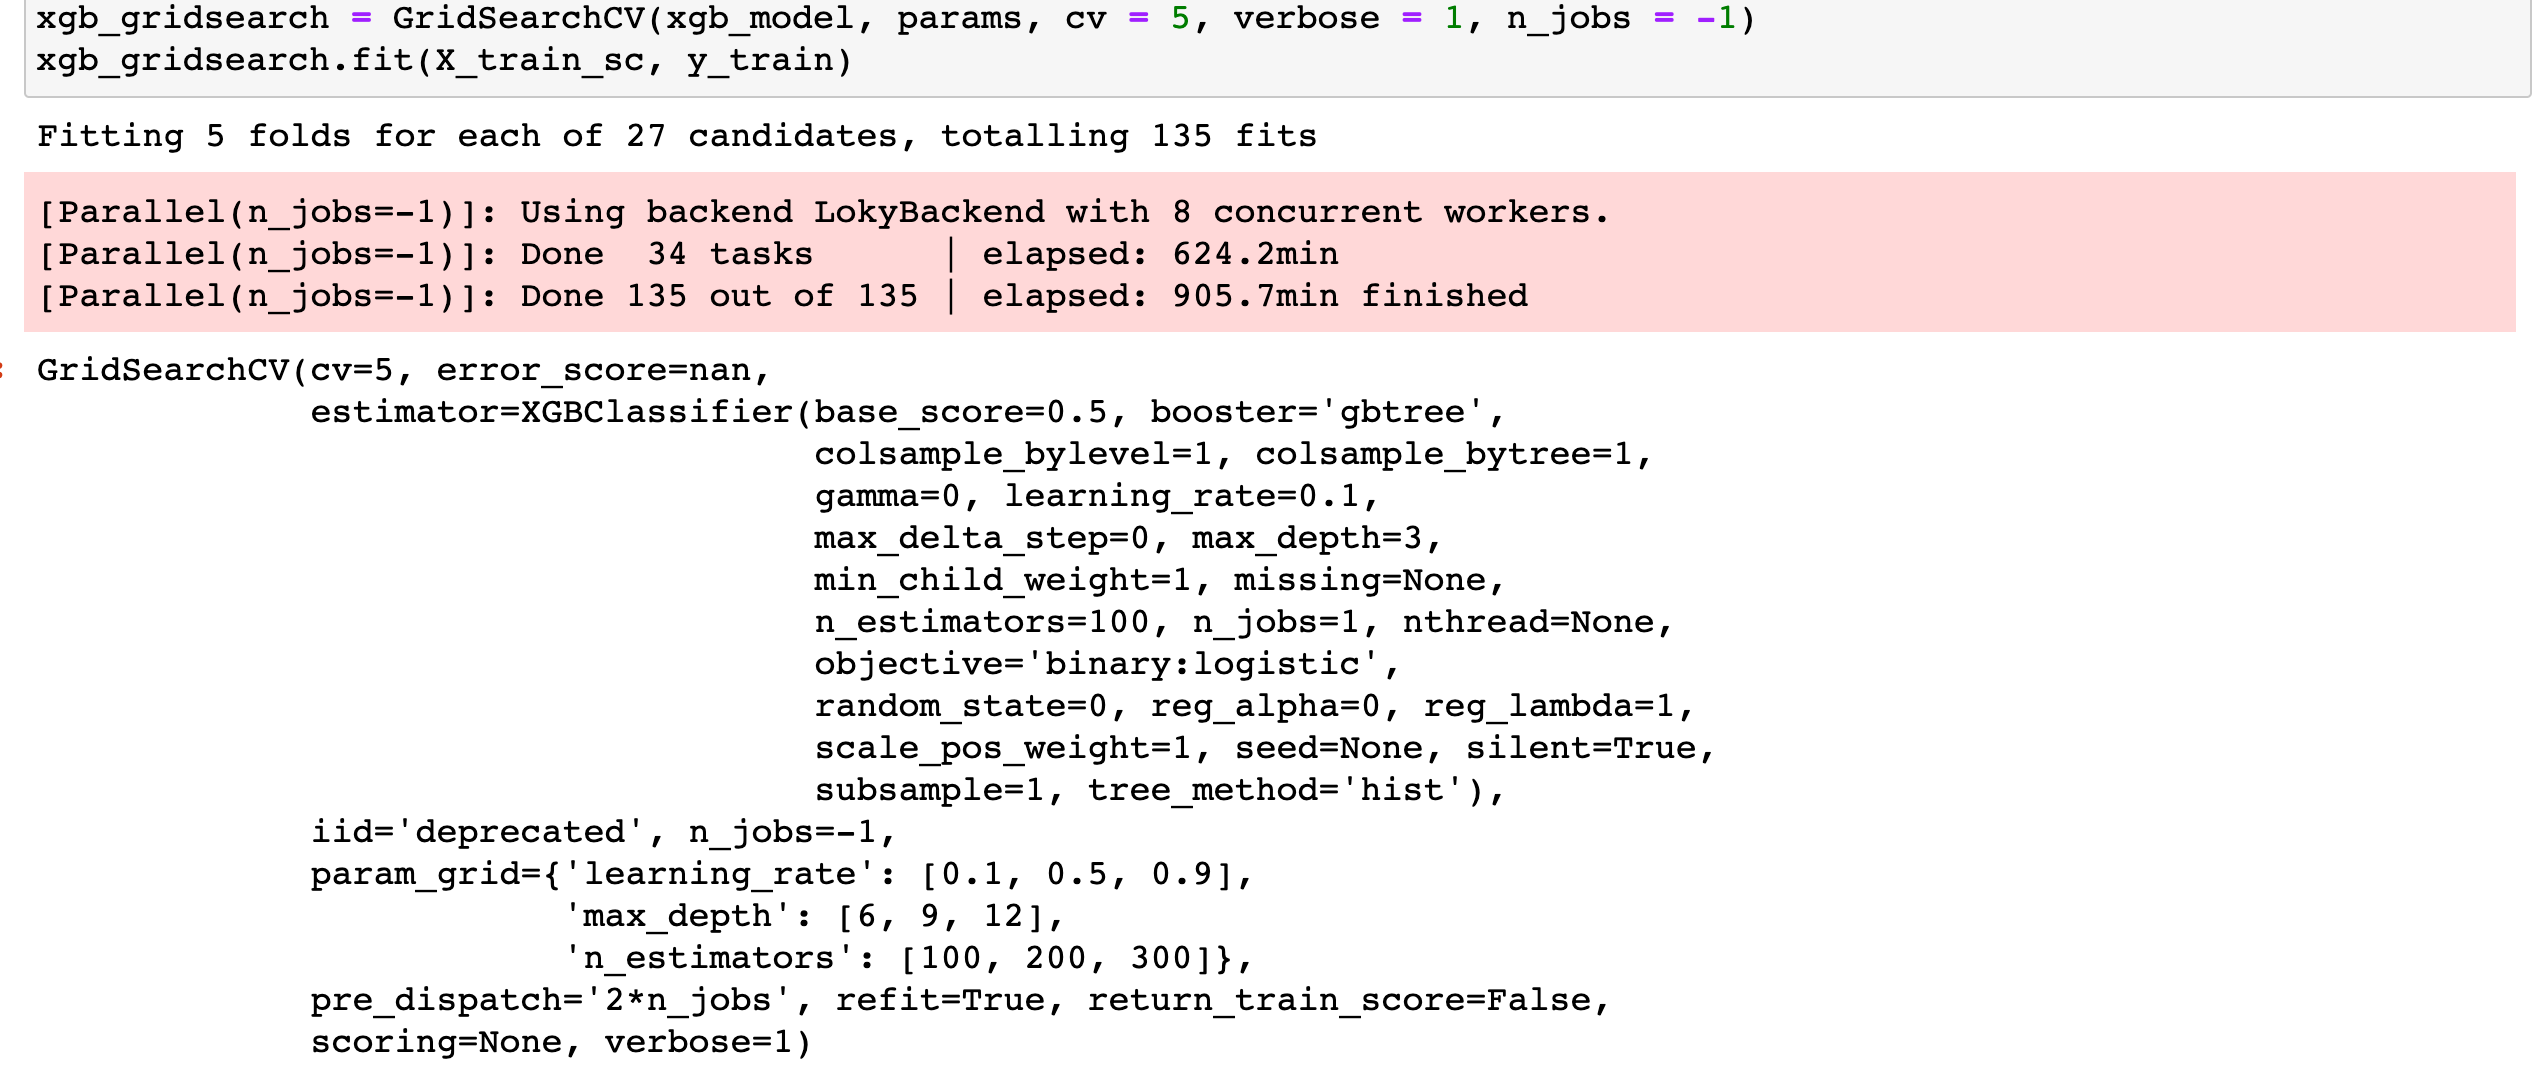 xgb_gridsearch = GridSearchCV(xgb_model, params, cv = 5, verbose = 1, n_jobs = -1)
xgb_gridsearch.fit(X_train_sc, y_train)
Fitting 5 folds for each of 27 candidates, totalling 135 fits
[Parallel(n_jobs=-1)]: Using backend LokyBackend with 8 concurrent workers.
[Parallel(n_jobs=-1)]: Done  34 tasks      | elapsed: 624.2min
[Parallel(n_jobs=-1)]: Done 135 out of 135 | elapsed: 905.7min finished
GridSearchCV(cv=5, error_score=nan,
             estimator=XGBClassifier(base_score=0.5, booster='gbtree',
                                     colsample_bylevel=1, colsample_bytree=1,
                                     gamma=0, learning_rate=0.1,
                                     max_delta_step=0, max_depth=3,
                                     min_child_weight=1, missing=None,
                                     n_estimators=100, n_jobs=1, nthread=None,
                                     objective='binary:logistic',
                                     random_state=0, reg_alpha=0, reg_lambda=1,
                                     scale_pos_weight=1, seed=None, silent=True,
                                     subsample=1, tree_method='hist'),
             iid='deprecated', n_jobs=-1,
             param_grid={'learning_rate': [0.1, 0.5, 0.9],
                         'max_depth': [6, 9, 12],
                         'n_estimators': [100, 200, 300]},
             pre_dispatch='2*n_jobs', refit=True, return_train_score=False,
             scoring=None, verbose=1)